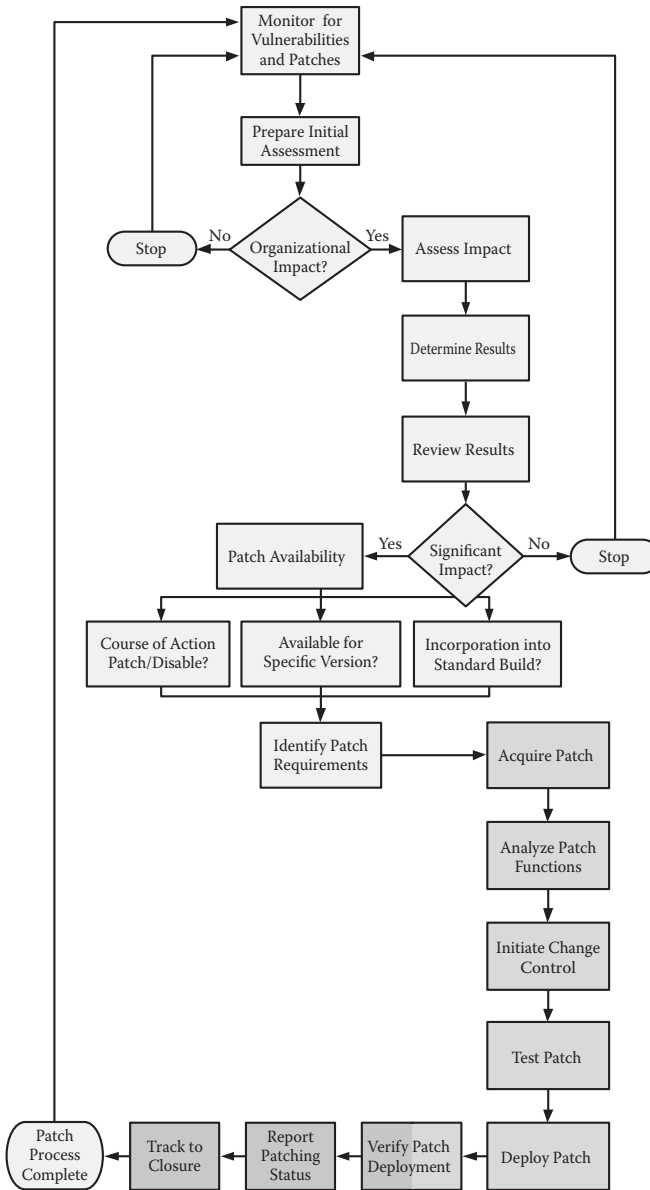 Monitor for
Vulnerabilities
and Patches
Prepare Initial
Assessment
No
Yes
Stop
Organizational
Impact?
Assess Impact
Determine Results
Review Results
Patch Availability
Yes
Significant
Impact?
No
Stop
Course of Action
Patch/Disable?
Available for
Specific Version?
Incorporation into
Standard Build?
Identify Patch
Requirements
Acquire Patch
Analyze Patch
Functions
Initiate Change
Control
Test Patch
Patch
Process
Complete
Track to
Closure
Report
Patching
Status
Verify Patch
Deployment
Deploy Patch